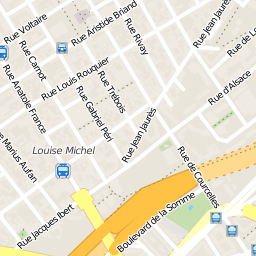 Rue Voltaire
Rue Aristide Briand
Rue Rivay
Rue Jean Jaurès
Rue de Lo
Rue Carnot
Rue Louis Rouquier
Rue Anatole France
Rue Trébois
Rue d'Alsace
Rue Gabriel Péri
Rue Jean Jaurès
Louise Michel
Rue Marius Aufan
Rue de Courcelles
Rue Jacques Ibert
Boulevard de la Somme